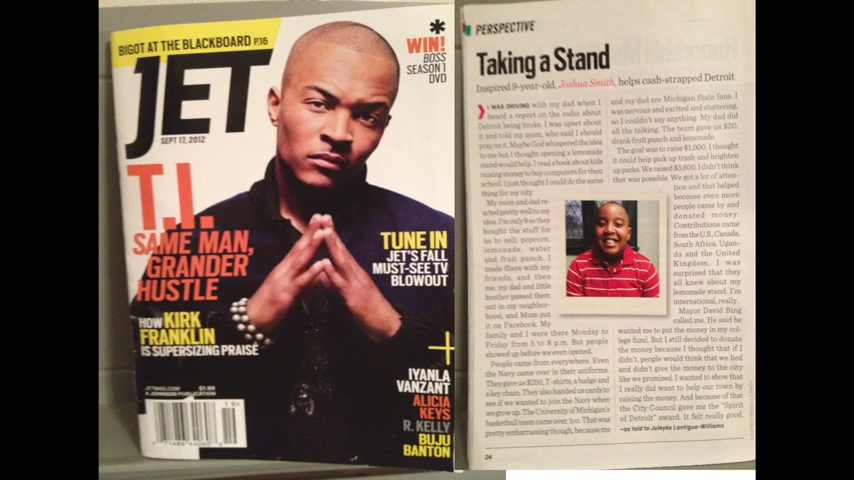 BIGOT AT THE BLACKBOARD P.16
JET
SEPT 17, 2012
*
WIN!
BOSS
SEASON 1
DVD
T.I.
SAME MAN,
GRANDER
HUSTLE
TUNE IN
JET'S FALL
MUST-SEE TV
BLOWOUT
HOW KIRK
FRANKLIN
IS SUPERSIZING PRAISE
+
IYANLA
VANZANT
ALICIA
KEYS
R. KELLY
BUJU
BANTON
JETMAG.COM $1.99
A JOHNSON PUBLICATION
PERSPECTIVE
Taking a Stand
Inspired 9-year-old, Joshua Smith, helps cash-strapped Detroit
I WAS DRIVING with my dad when I
heard a report on the radio about
Detroit being broke. I was upset about
it and told my mom, who said I should
pray on it. Maybe God whispered the idea
to me but I thought opening a lemonade
stand would help. I read a book about kids
raising money to buy computers for their
school. I just thought I could do the same
thing for my city.
My mom and dad re-
acted pretty well to my
idea. I'm only 9 so they
bought the stuff for
us to sell: popcorn,
lemonade, water
and fruit punch. I
made fliers with my
friends, and then
me, my dad and little
brother passed them
out in my neighbor-
hood, and Mom put
it on Facebook. My
family and I were there Monday to
Friday from 5 to 8 p.m. But people
showed up before we even opened.
People came from everywhere. Even
the Navy came over in their uniforms.
They gave us $250, T-shirts, a badge and
a key chain. They also handed us cards to
see if we wanted to join the Navy when
we grow up. The University of Michigan's
basketball team came over, too. That was
pretty embarrassing though, because me
and my dad are Michigan State fans. I
was nervous and excited and stuttering,
so I couldn't say anything. My dad did
all the talking. The team gave us $20,
drank fruit punch and lemonade.
The goal was to raise $1,000. I thought
it could help pick up trash and brighten
up parks. We raised $3,600. I didn't think
that was possible. We got a lot of atten-
tion and that helped
because even more
people came by and
donated money.
Contributions came
from the U.S., Canada,
South Africa, Ugan-
da and the United
Kingdom. I was
surprised that they
all knew about my
lemonade stand. I'm
international, really.
Mayor David Bing
called me. He said he
wanted me to put the money in my col-
lege fund. But I still decided to donate
the money because I thought that if I
didn't, people would think that we lied
and didn't give the money to the city
like we promised. I wanted to show that
I really did want to help our town by
raising the money. And because of that
the City Council gave me the "Spirit
of Detroit" award. It felt really good.
—as told to Juleyka Lantigua-Williams
24